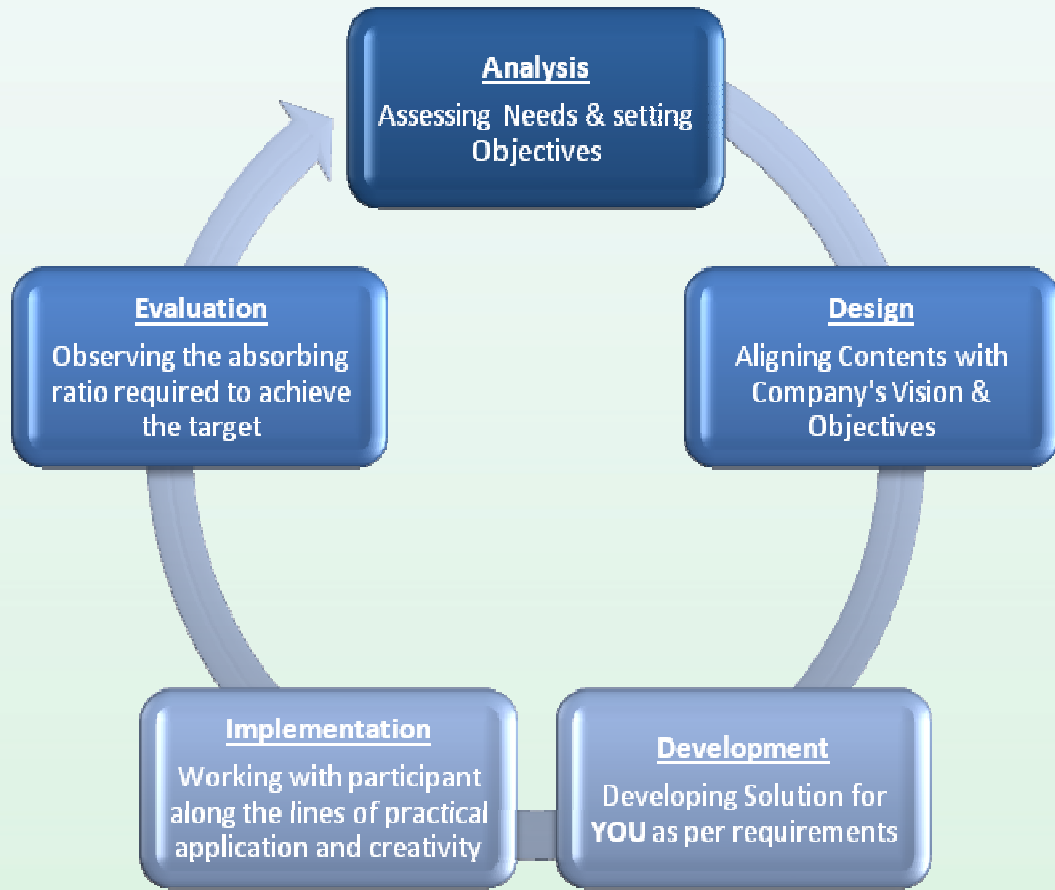 Analysis
Assessing Needs & setting
Objectives
Design
Aligning Contents with
Company's Vision &
Objectives
Development
Developing Solution for
YOU as per requirements
Implementation
Working with participant
along the lines of practical
application and creativity
Evaluation
Observing the absorbing
ratio required to achieve
the target